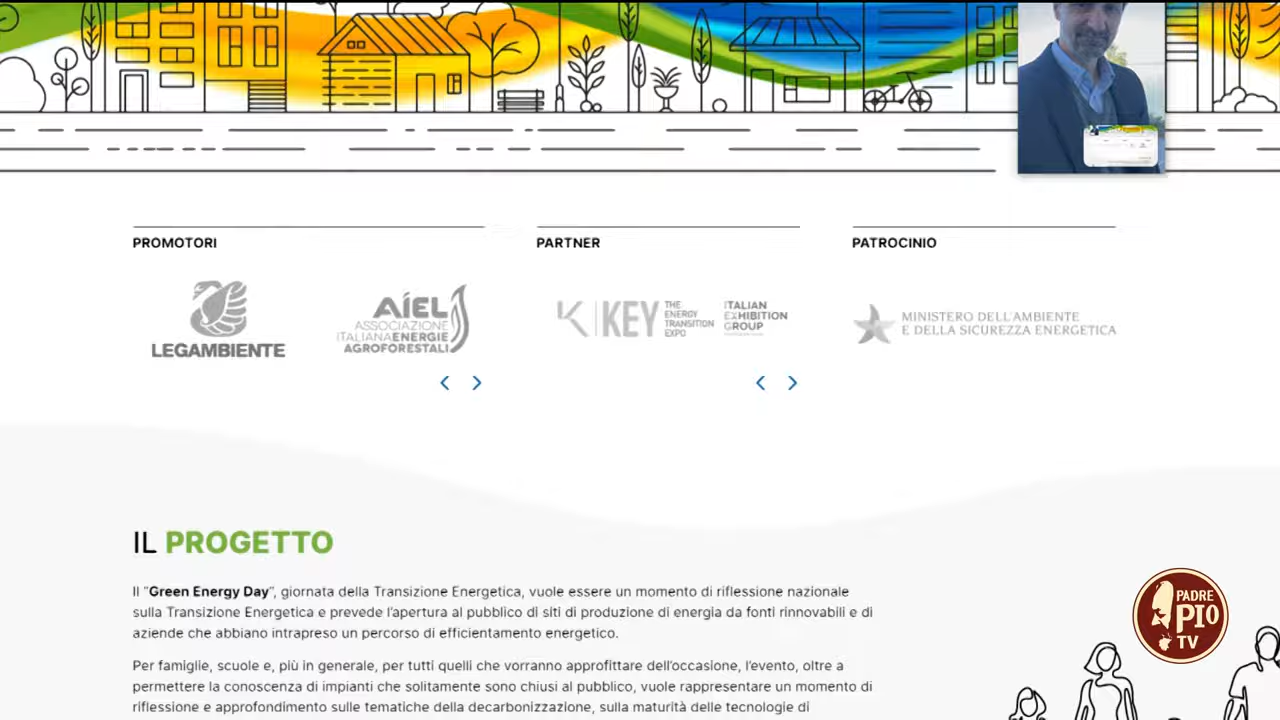 PROMOTORI
PARTNER
PATROCINIO
LEGAMBIENTE
AIEL
ASSOCIAZIONE
ITALIANAENERGIE
AGROFORESTALI
KEY
THE
ENERGY
TRANSITION
EXPO
ITALIAN
EXHIBITION
GROUP
MINISTERO DELL'AMBIENTE
E DELLA SICUREZZA ENERGETICA
IL PROGETTO
Il "Green Energy Day", giornata della Transizione Energetica, vuole essere un momento di riflessione nazionale
sulla Transizione Energetica e prevede l'apertura al pubblico di siti di produzione di energia da fonti rinnovabili e di
aziende che abbiano intrapreso un percorso di efficientamento energetico.
Per famiglie, scuole e, più in generale, per tutti quelli che vorranno approfittare dell'occasione, l'evento, oltre a
permettere la conoscenza di impianti che solitamente sono chiusi al pubblico, vuole rappresentare un momento di
riflessione e approfondimento sulle tematiche della decarbonizzazione, sulla maturità delle tecnologie di
PADRE
PIO
TV